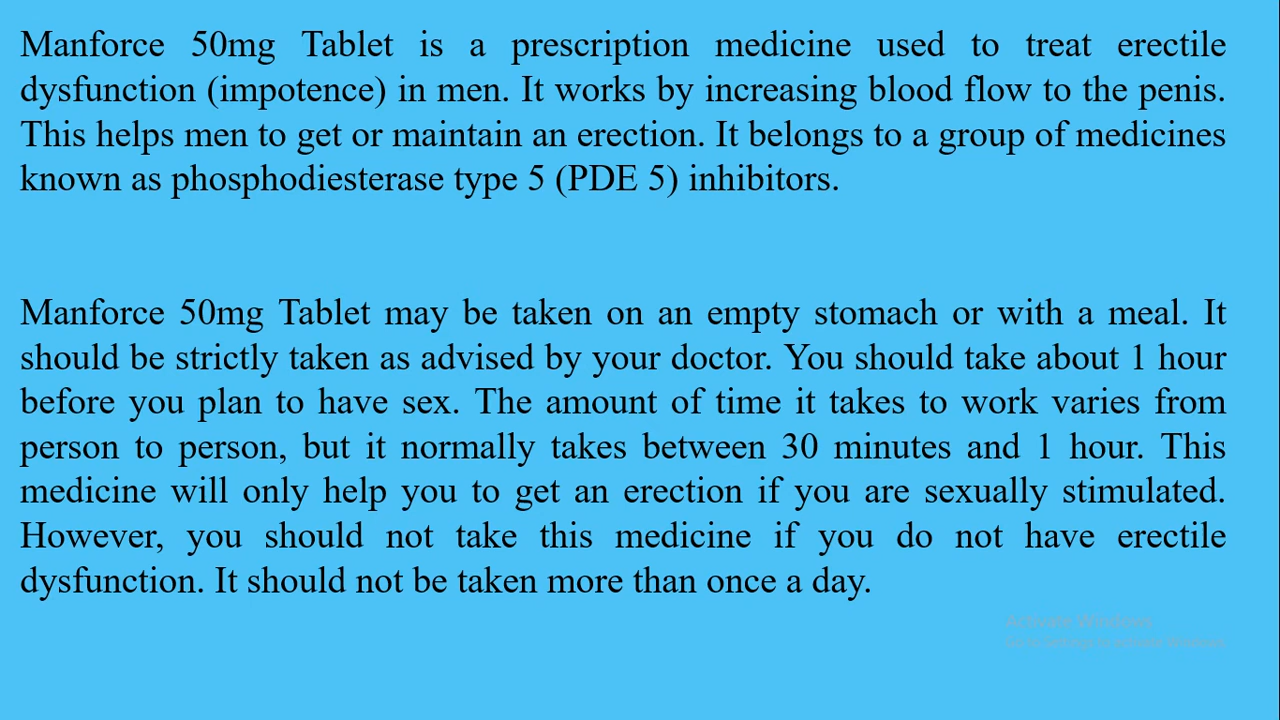 Manforce 50mg Tablet is a prescription medicine used to treat erectile
dysfunction (impotence) in men. It works by increasing blood flow to the penis.
This helps men to get or maintain an erection. It belongs to a group of medicines
known as phosphodiesterase type 5 (PDE 5) inhibitors.
Manforce 50mg Tablet may be taken on an empty stomach or with a meal. It
should be strictly taken as advised by your doctor. You should take about 1 hour
before you plan to have sex. The amount of time it takes to work varies from
person to person, but it normally takes between 30 minutes and 1 hour. This
medicine will only help you to get an erection if you are sexually stimulated.
However, you should not take this medicine if you do not have erectile
dysfunction. It should not be taken more than once a day.
Activate Windows
Go to Settings to activate Windows.